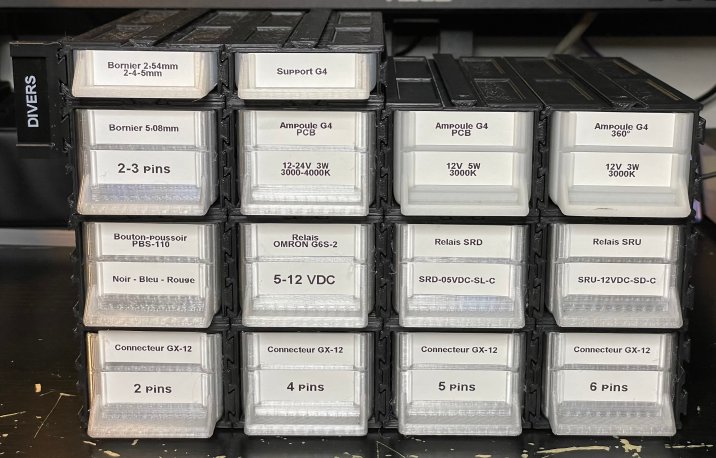 DIVERS
Bornier 2.54mm
2-4-5mm
Support G4
Bornier 5.08mm
2-3 Pins
Ampoule G4
PCB
12-24V 3W
3000-4000K
Ampoule G4
PCB
12V 5W
3000K
Ampoule G4
360°
12V 3W
3000K
Bouton-poussoir
PBS-110
Noir - Bleu - Rouge
Relais
OMRON G6S-2
5-12 VDC
Relais SRD
SRD-05VDC-SL-C
Relais SRU
SRU-12VDC-SD-C
Connecteur GX-12
2 Pins
Connecteur GX-12
4 Pins
Connecteur GX-12
5 Pins
Connecteur GX-12
6 Pins